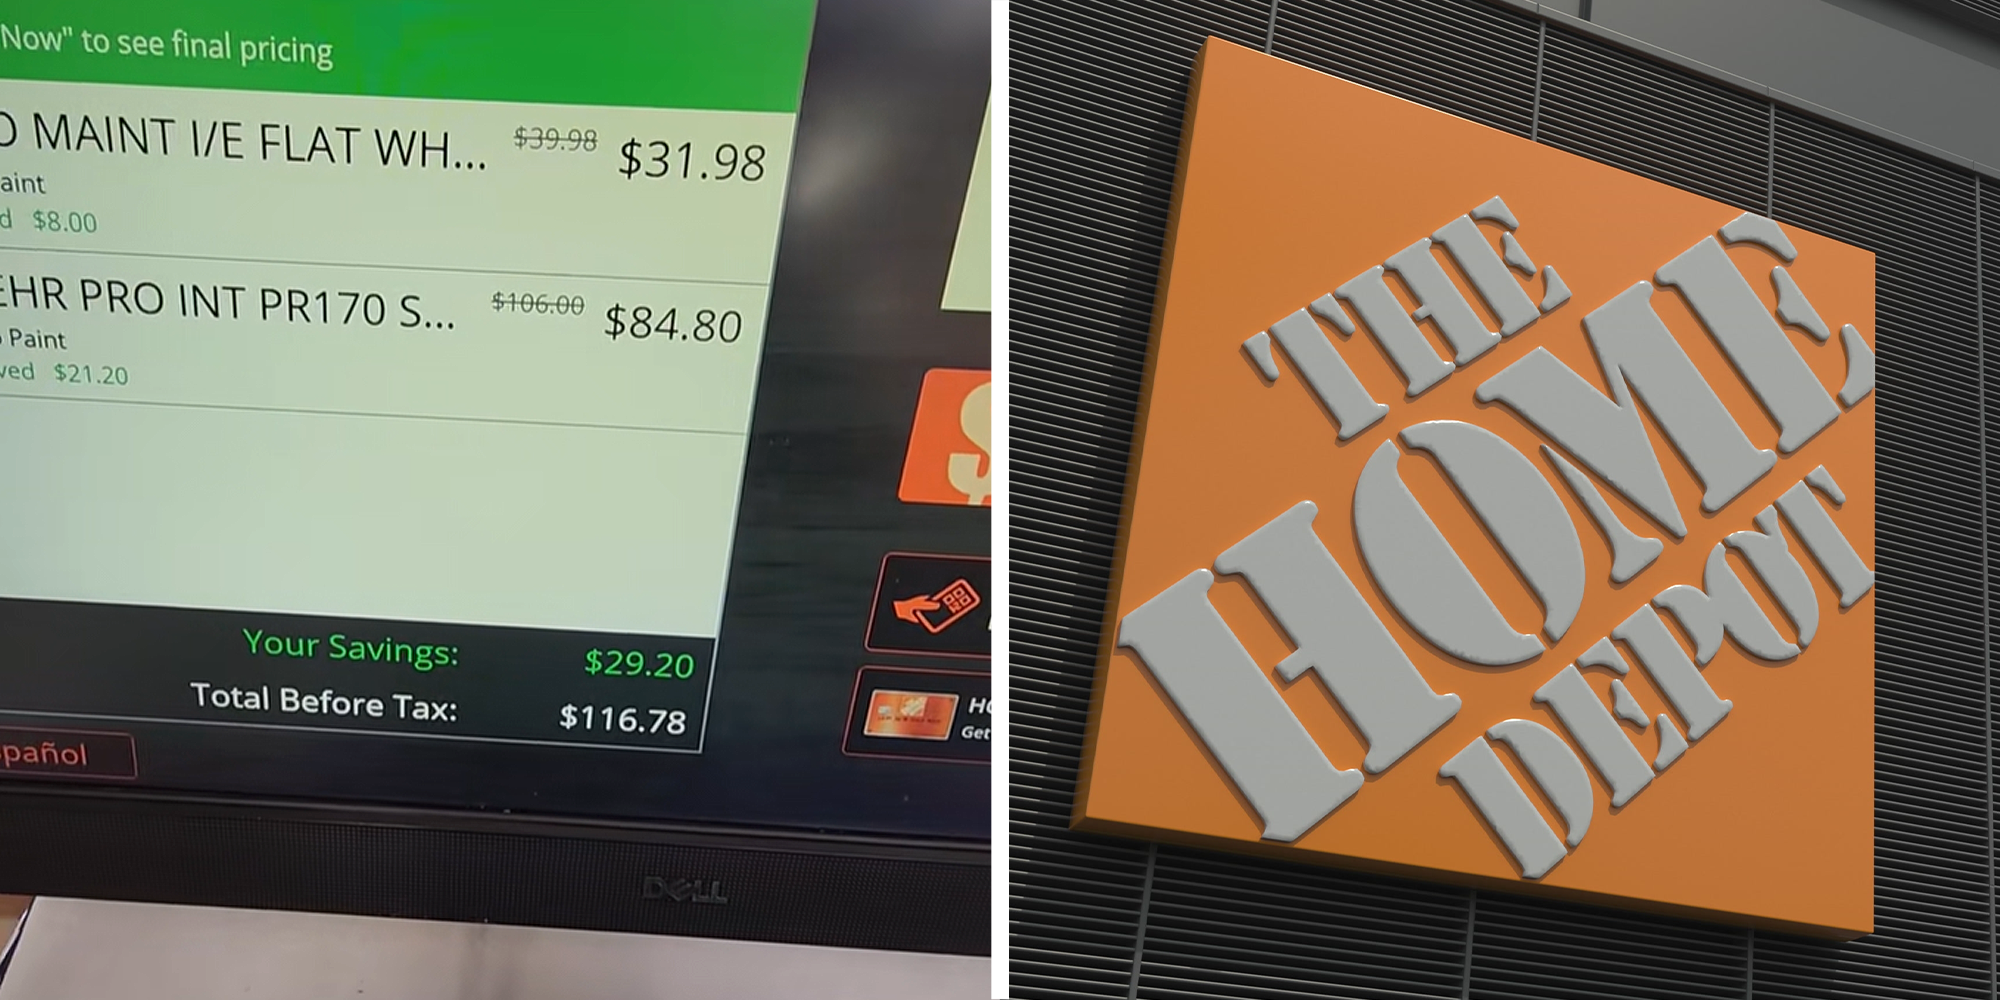 Now" to see final pricing
MAINT I/E FLAT WH... $39.98 $31.98
aint
d $8.00
EHR PRO INT PR170 S... $106.00 $84.80
Paint
ved $21.20
Your Savings: $29.20
Total Before Tax: $116.78
spañol
Get
DELL
THE
HOME
DEPOT